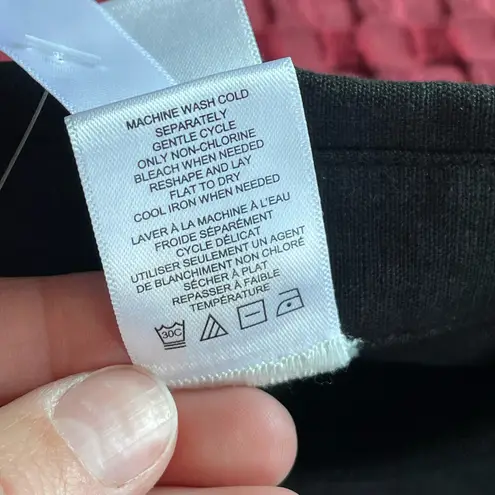 MACHINE WASH COLD
SEPARATELY
GENTLE CYCLE
ONLY NON-CHLORINE
BLEACH WHEN NEEDED
RESHAPE AND LAY
FLAT TO DRY
COOL IRON WHEN NEEDED
LAVER À LA MACHINE À L'EAU
FROIDE SÉPARÉMENT
CYCLE DÉLICAT
UTILISER SEULEMENT UN AGENT
DE BLANCHIMENT NON CHLORÉ
SÉCHER À PLAT
REPASSER À FAIBLE
TEMPÉRATURE
30C